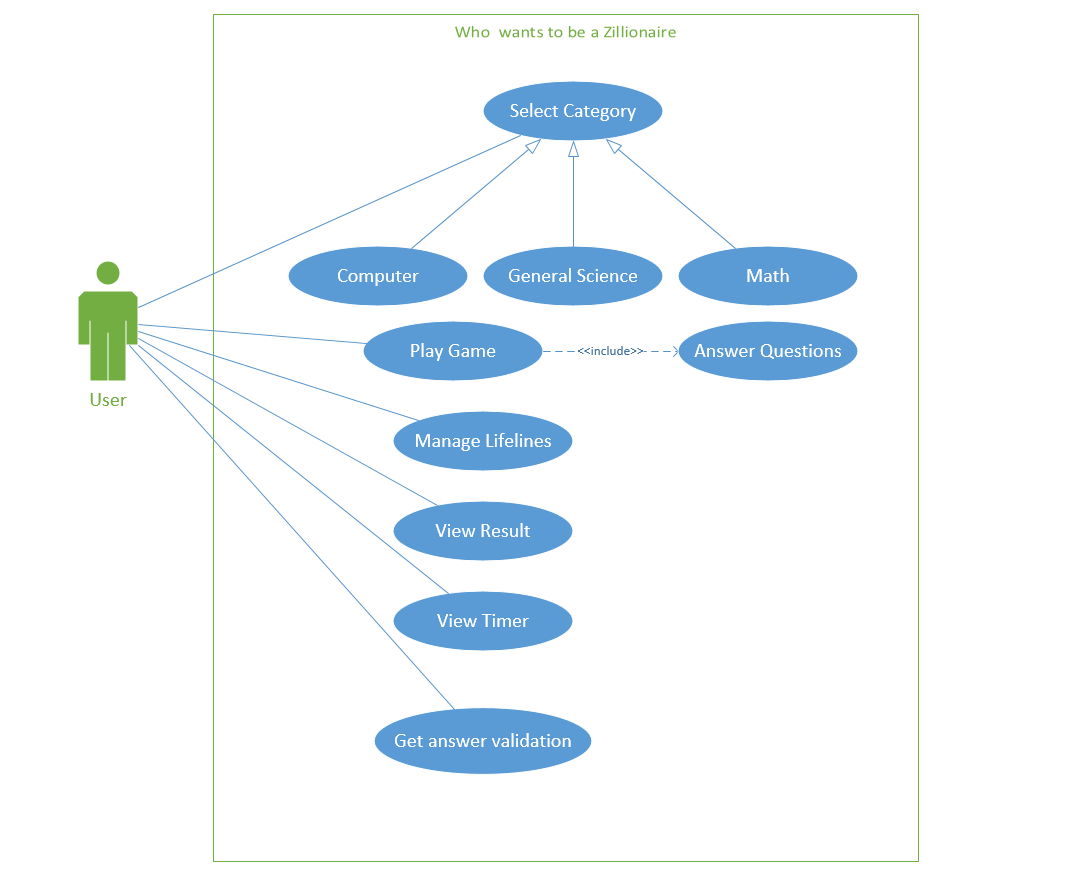 Who  wants to be a Zillionaire
Select Category
Computer
General Science
Math
Play Game
<<include>>
Answer Questions
User
Manage Lifelines
View Result
View Timer
Get answer validation